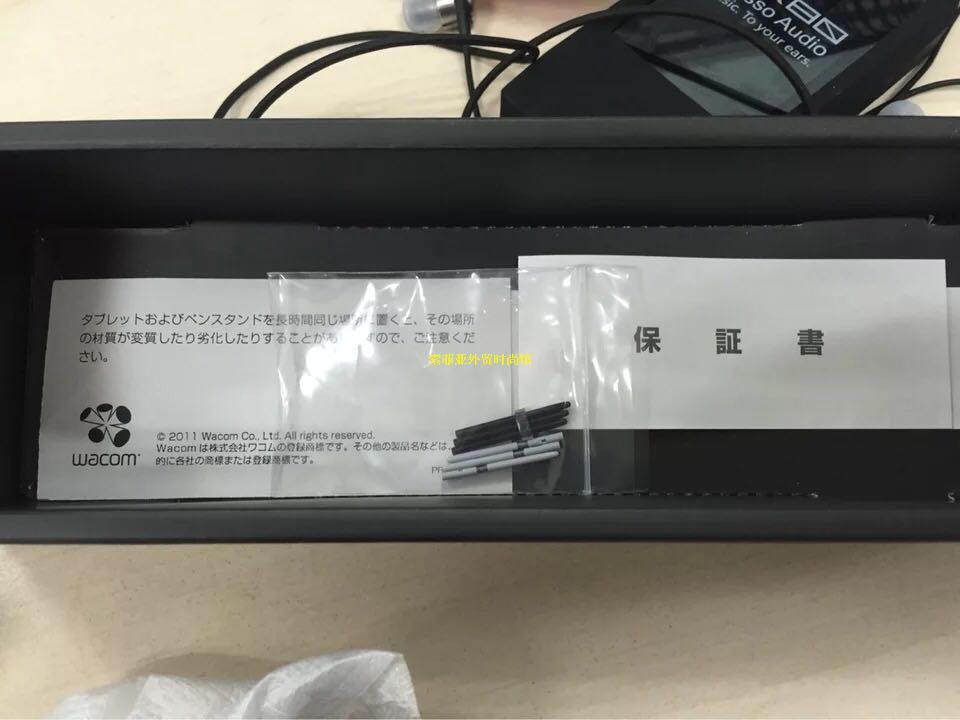 sso Audio
sic. To your ears.
タブレットおよびペンスタンドを長時間同じ場所に置くと、その場所
の材質が変質したり劣化したりすることがありますので、ご注意くだ
さい。
保証書
wacom
© 2011 Wacom Co., Ltd. All rights reserved.
Wacomは株式会社ワコムの登録商標です。その他の製品名などは、
的に各社の商標または登録商標です。